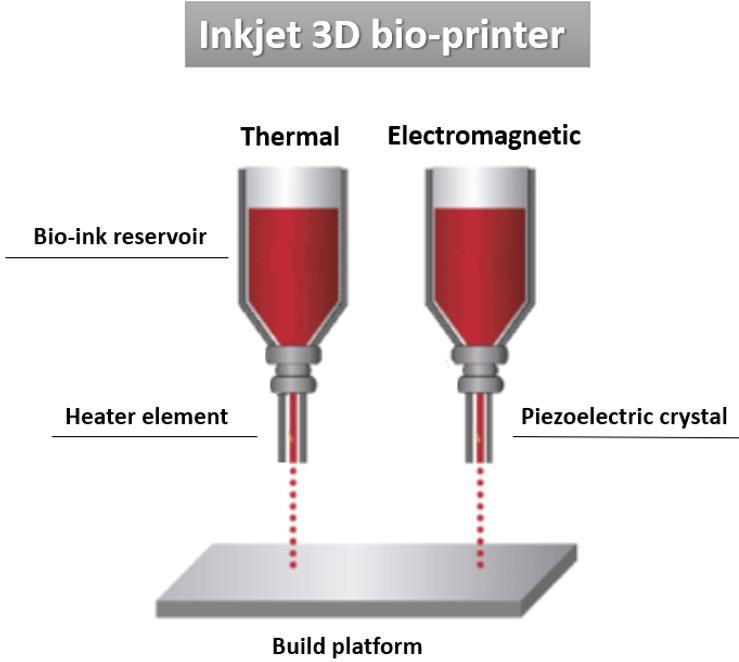 Inkjet 3D bio-printer
Thermal
Electromagnetic
Bio-ink reservoir
Heater element
Piezoelectric crystal
Build platform